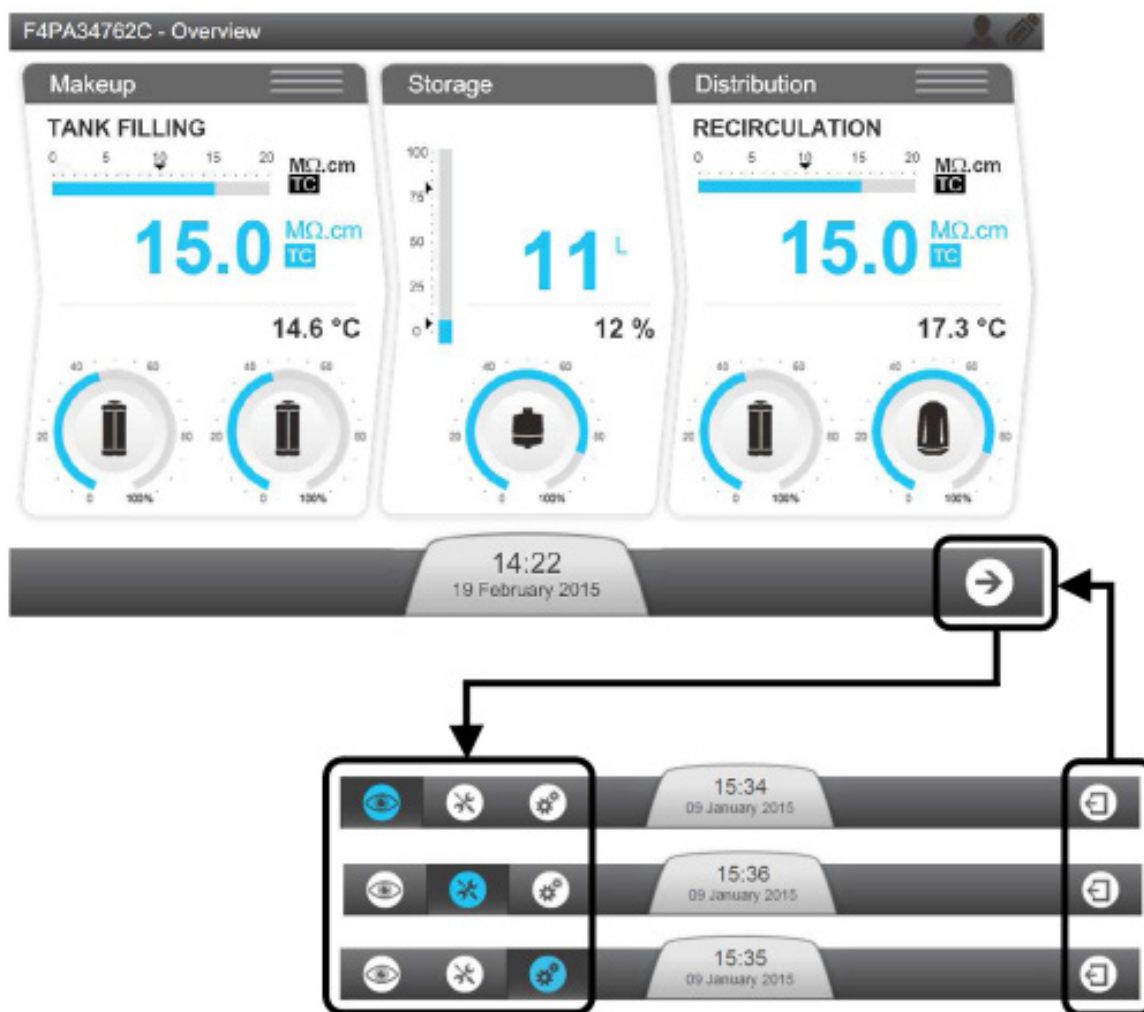 F4PA34762C - Overview
Makeup
TANK FILLING
0 5 10 15 20
MΩ.cm
TC
15.0 MΩ.cm
TC
14.6 °C
0 20 40 60 80 100%
0 20 40 60 80 100%
Storage
100
75
50
25
0
11 L
12 %
0 20 40 60 80 100%
Distribution
RECIRCULATION
0 5 10 15 20
MΩ.cm
TC
15.0 MΩ.cm
TC
17.3 °C
0 20 40 60 80 100%
0 20 40 60 80 100%
14:22
19 February 2015
15:34
09 January 2015
15:36
09 January 2015
15:35
09 January 2015